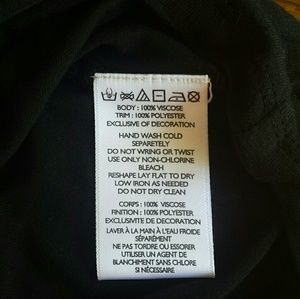 BODY : 100% VISCOSE
TRIM : 100% POLYESTER
EXCLUSIVE OF DECORATION
HAND WASH COLD
SEPARETELY
DO NOT WRING OR TWIST
USE ONLY NON-CHLORINE
BLEACH
RESHAPE LAY FLAT TO DRY
LOW IRON AS NEEDED
DO NOT DRY CLEAN
CORPS : 100% VISCOSE
FINITION : 100% POLYESTER
EXCLUSIVITE DE DECORATION
LAVER À LA MAIN À L'EAU FROIDE
SÉPARÉMENT
NE PAS TORDRE OU ESSORER
UTILISER UN AGENT DE
BLANCHIMENT SANS CHLORE
SI NÉCESSAIRE